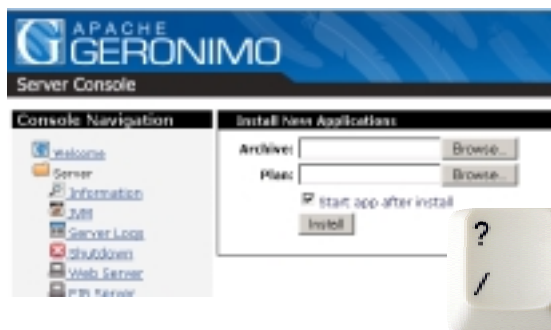 APACHE
GERONIMO
Server Console
Console Navigation
Welcome
Server
Information
JVM
Server Logs
Shutdown
Web Server
Install New Applications
Archive:
Browse...
Plan:
Browse...
Start app after install
Install
?
/